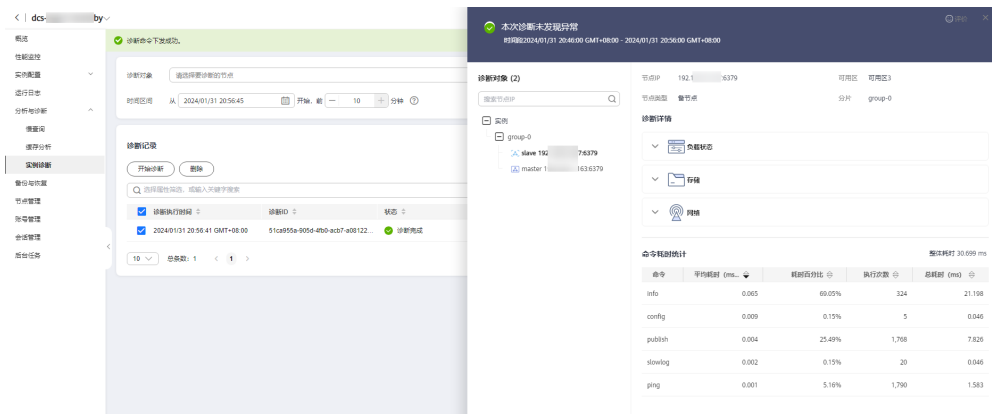 dcs- by
概览
性能监控
实例配置
运行日志
分析与诊断
慢查询
缓存分析
实例诊断
备份与恢复
节点管理
账号管理
会话管理
后台任务
诊断命令下发成功。
诊断对象 请选择要诊断的节点
时间区间 从 2024/01/31 20:56:45 开始，前 10 分钟
诊断记录
开始诊断 删除
选择属性筛选，或输入关键字搜索
诊断执行时间 诊断ID 状态
2024/01/31 20:56:41 GMT+08:00 51ca955a-905d-4fb0-acb7-a08122... 诊断完成
10 总条数：1 < 1 >
本次诊断未发现异常
时间段2024/01/31 20:46:00 GMT+08:00 - 2024/01/31 20:56:00 GMT+08:00
评价
诊断对象 (2)
搜索节点IP
实例
group-0
slave 192 7:6379
master 1 163:6379
节点IP 192.1 :6379 可用区 可用区3
节点类型 备节点 分片 group-0
诊断详情
负载状态
存储
网络
命令耗时统计 整体耗时 30.699 ms
命令 平均耗时 (ms... 耗时百分比 执行次数 总耗时 (ms)
info 0.065 69.05% 324 21.198
config 0.009 0.15% 5 0.046
publish 0.004 25.49% 1,768 7.826
slowlog 0.002 0.15% 20 0.046
ping 0.001 5.16% 1,790 1.583